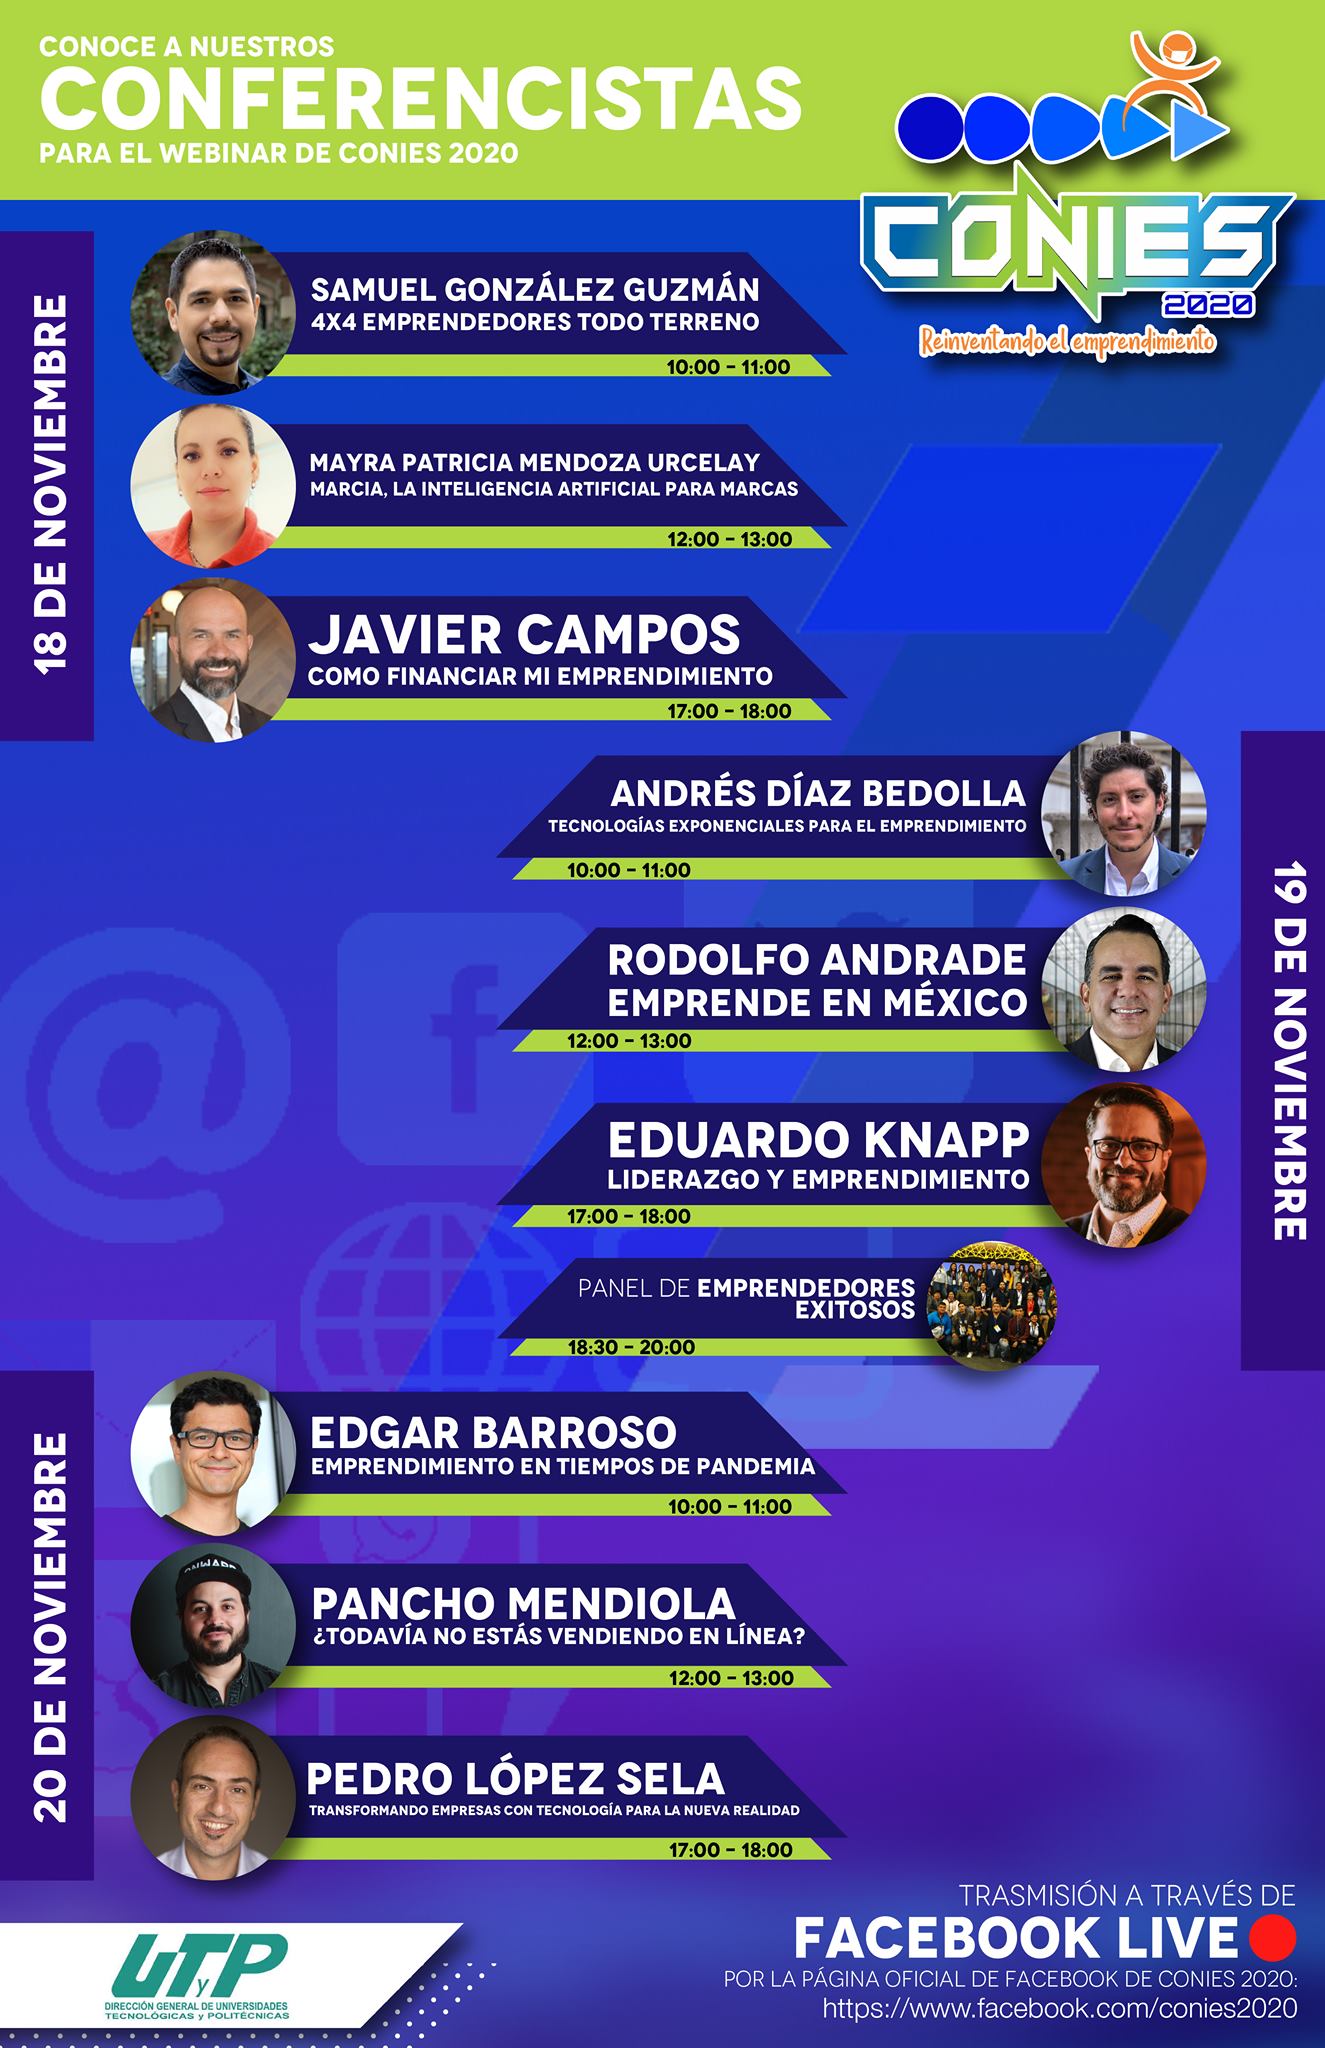 CONOCE A NUESTROS
CONFERENCISTAS
PARA EL WEBINAR DE CONIES 2020
CONIES
2020
Reinventando el emprendimiento
18 DE NOVIEMBRE
SAMUEL GONZÁLEZ GUZMÁN
4X4 EMPRENDEDORES TODO TERRENO
10:00 - 11:00
MAYRA PATRICIA MENDOZA URCELAY
MARCIA, LA INTELIGENCIA ARTIFICIAL PARA MARCAS
12:00 - 13:00
JAVIER CAMPOS
COMO FINANCIAR MI EMPRENDIMIENTO
17:00 - 18:00
19 DE NOVIEMBRE
ANDRÉS DÍAZ BEDOLLA
TECNOLOGÍAS EXPONENCIALES PARA EL EMPRENDIMIENTO
10:00 - 11:00
RODOLFO ANDRADE
EMPRENDE EN MÉXICO
12:00 - 13:00
EDUARDO KNAPP
LIDERAZGO Y EMPRENDIMIENTO
17:00 - 18:00
PANEL DE EMPRENDEDORES
EXITOSOS
18:30 - 20:00
20 DE NOVIEMBRE
EDGAR BARROSO
EMPRENDIMIENTO EN TIEMPOS DE PANDEMIA
10:00 - 11:00
ONWARD
PANCHO MENDIOLA
¿TODAVÍA NO ESTÁS VENDIENDO EN LÍNEA?
12:00 - 13:00
PEDRO LÓPEZ SELA
TRANSFORMANDO EMPRESAS CON TECNOLOGÍA PARA LA NUEVA REALIDAD
17:00 - 18:00
UTyP
DIRECCIÓN GENERAL DE UNIVERSIDADES
TECNOLÓGICAS y POLITÉCNICAS
TRASMISIÓN A TRAVÉS DE
FACEBOOK LIVE
POR LA PÁGINA OFICIAL DE FACEBOOK DE CONIES 2020:
https://www.facebook.com/conies2020